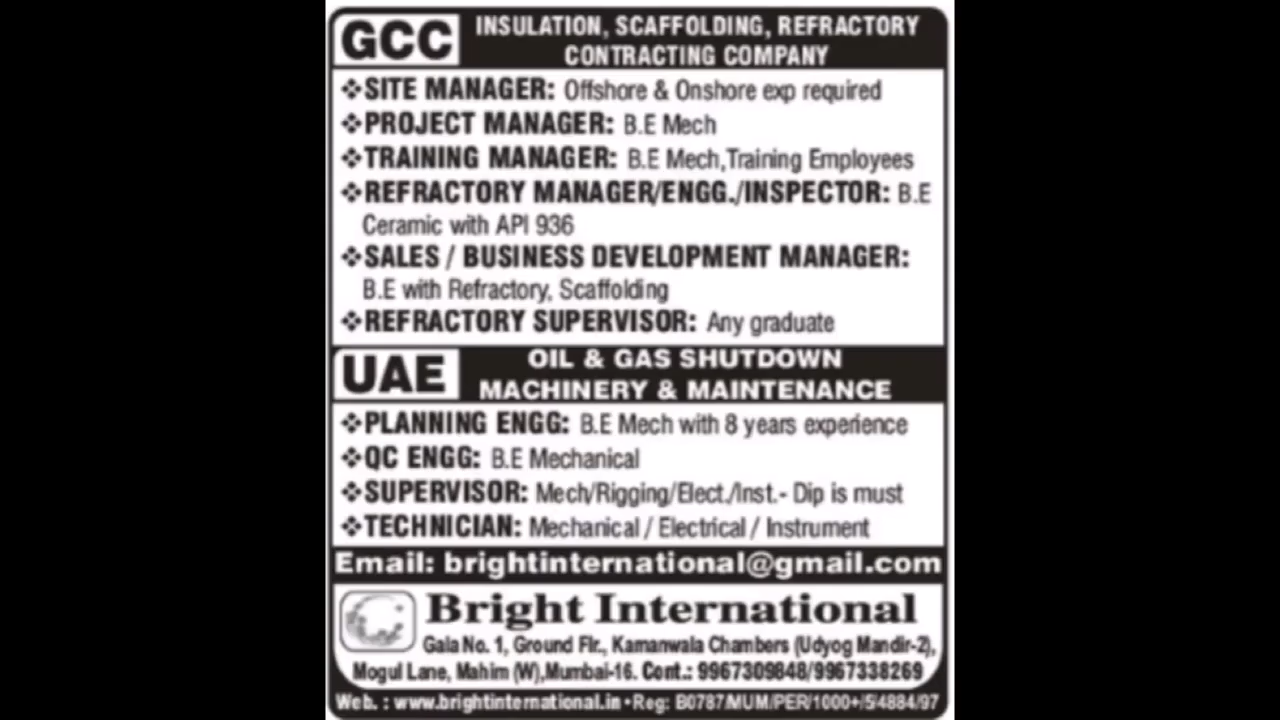 GCC INSULATION, SCAFFOLDING, REFRACTORY
CONTRACTING COMPANY
❖SITE MANAGER: Offshore & Onshore exp required
❖PROJECT MANAGER: B.E Mech
❖TRAINING MANAGER: B.E Mech,Training Employees
❖REFRACTORY MANAGER/ENGG./INSPECTOR: B.E
Ceramic with API 936
❖SALES / BUSINESS DEVELOPMENT MANAGER:
B.E with Refractory, Scaffolding
❖REFRACTORY SUPERVISOR: Any graduate
UAE OIL & GAS SHUTDOWN
MACHINERY & MAINTENANCE
❖PLANNING ENGG: B.E Mech with 8 years experience
❖QC ENGG: B.E Mechanical
❖SUPERVISOR: Mech/Rigging/Elect./Inst.- Dip is must
❖TECHNICIAN: Mechanical / Electrical / Instrument
Email: brightinternational@gmail.com
Bright International
Gala No. 1, Ground Flr., Kamanwala Chambers (Udyog Mandir-2),
Mogul Lane, Mahim (W),Mumbai-16. Cont.: 9967309848/9967338269
Web. : www.brightinternational.in • Reg: B0787/MUM/PER/1000+/5/4884/97